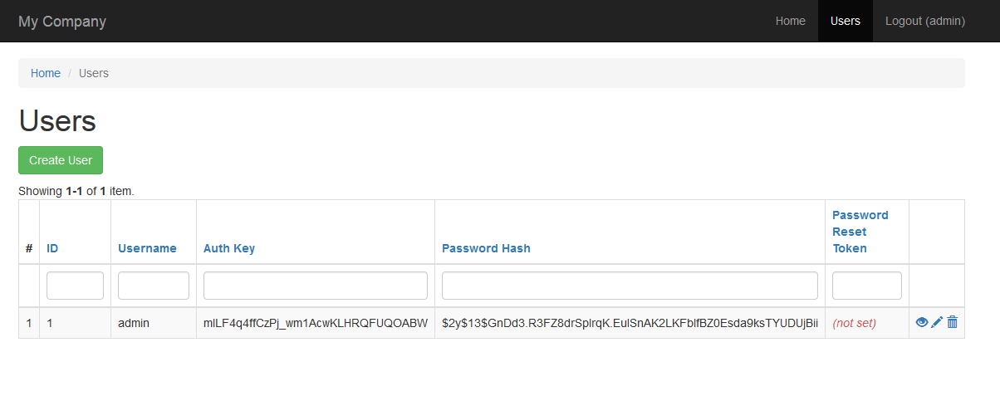 My Company Home Users Logout (admin)
Home / Users
Users
Create User
Showing 1-1 of 1 item.
# ID Username Auth Key Password Hash Password Reset Token
1 1 admin mlLF4q4ffCzPj_wm1AcwKLHRQFUQOABW $2y$13$GnDd3.R3FZ8drSplrqK.EulSnAK2LKFblfBZ0Esda9ksTYUDUjBii (not set)